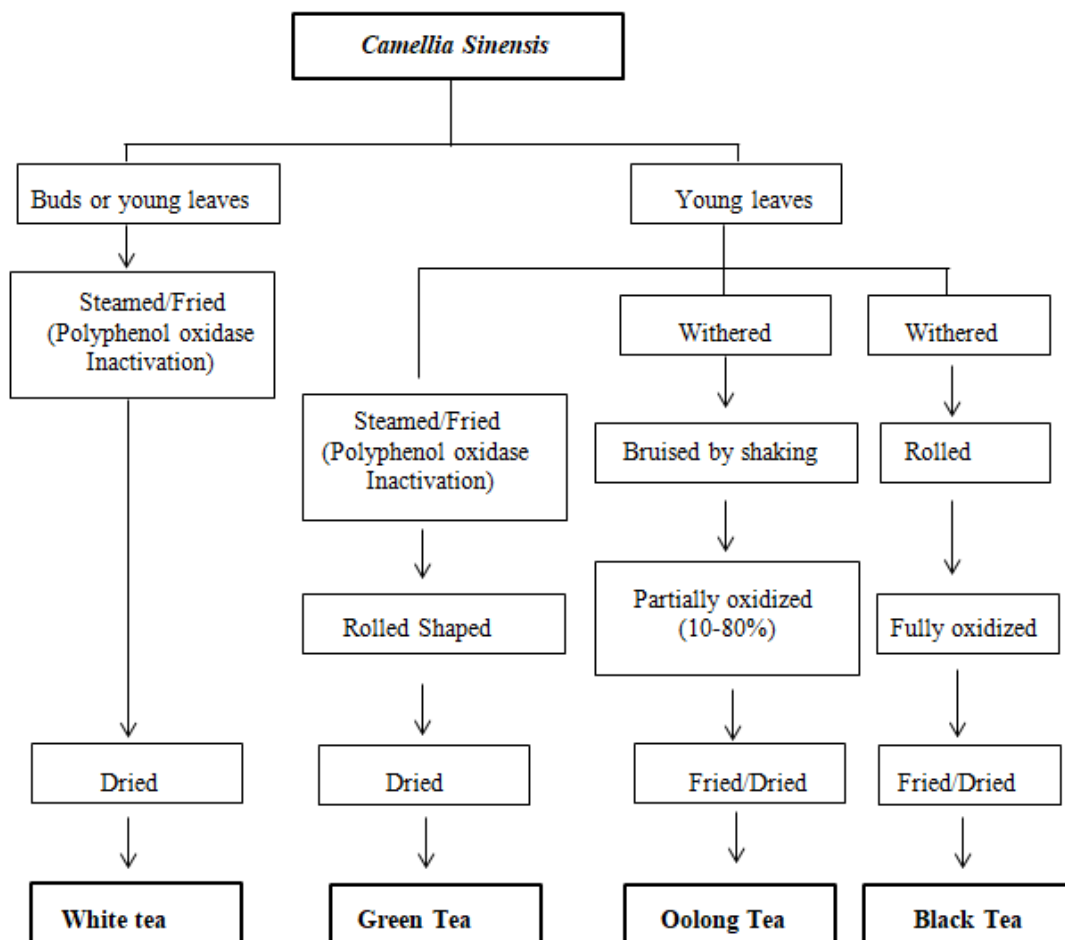 Camellia Sinensis
Buds or young leaves
Young leaves
Steamed/Fried
(Polyphenol oxidase
Inactivation)
Withered
Withered
Steamed/Fried
(Polyphenol oxidase
Inactivation)
Bruised by shaking
Rolled
Rolled Shaped
Partially oxidized
(10-80%)
Fully oxidized
Dried
Dried
Fried/Dried
Fried/Dried
White tea
Green Tea
Oolong Tea
Black Tea